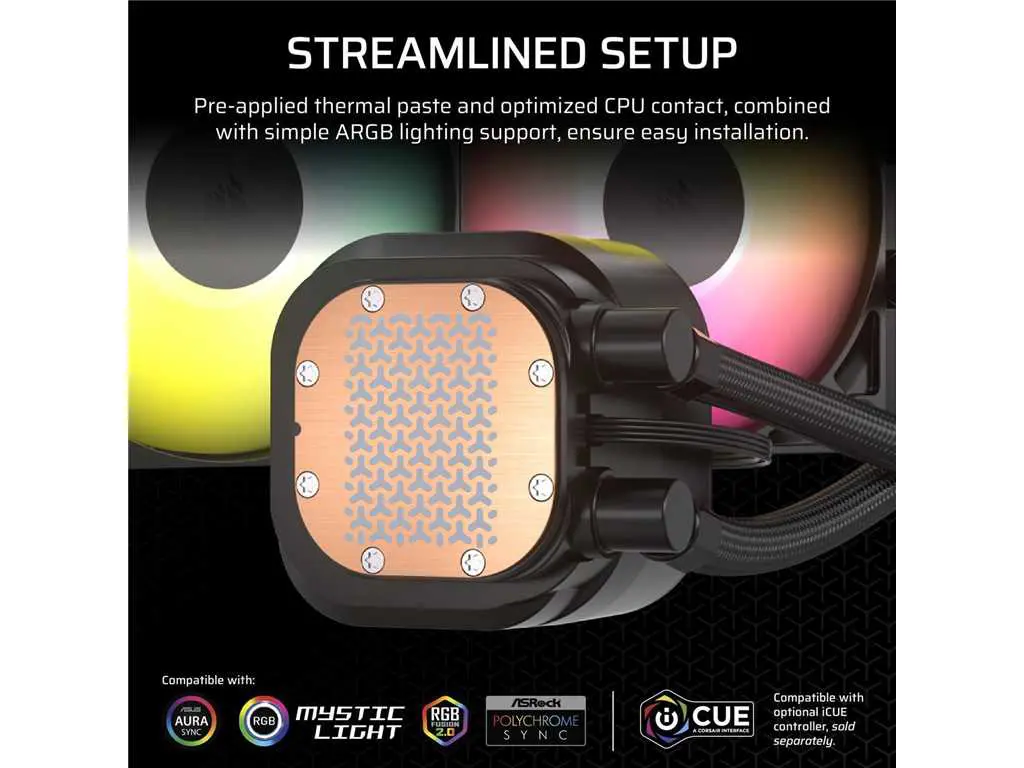 STREAMLINED SETUP
Pre-applied thermal paste and optimized CPU contact, combined
with simple ARGB lighting support, ensure easy installation.
Compatible with:
ASUS
AURA
SYNC
RGB
MYSTIC
LIGHT
RGB
FUSION
2.0
ASRock
POLYCHROME
SYNC
iCUE
A CORSAIR INTERFACE
Compatible with
optional iCUE
controller, sold
separately.